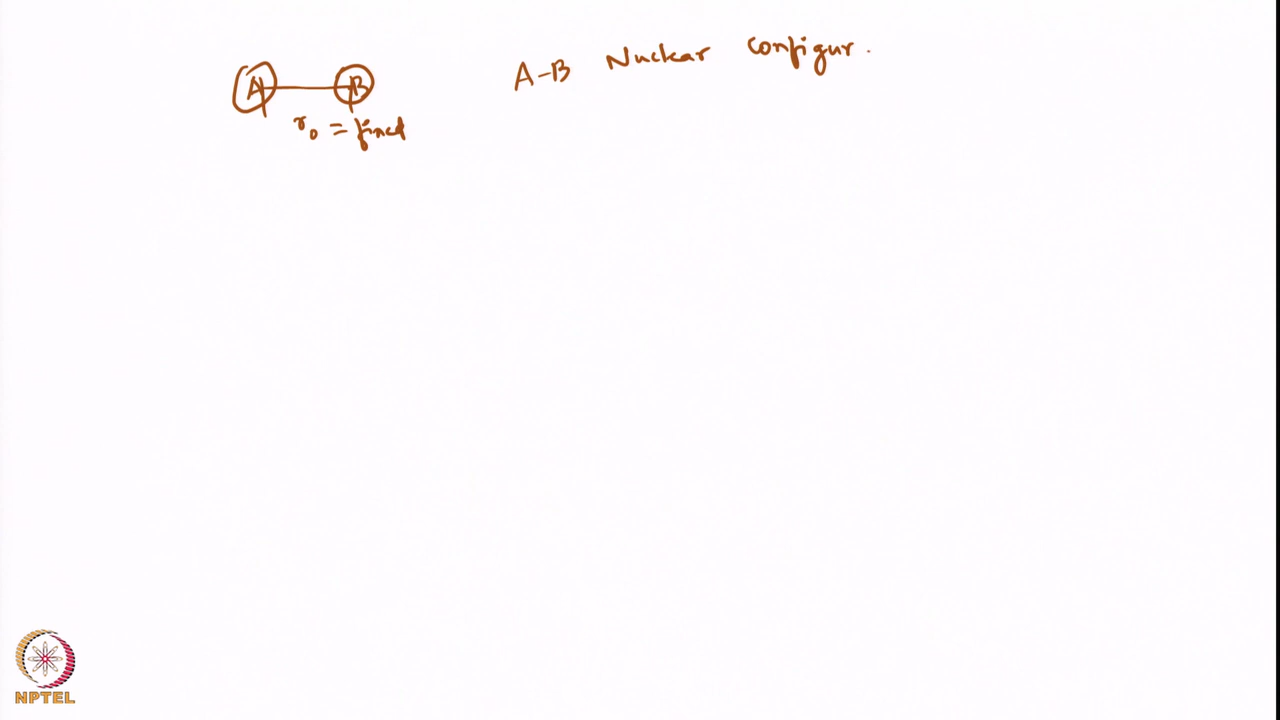 A B
A-B Nuclear configur.
r₀ = fixed
NPTEL